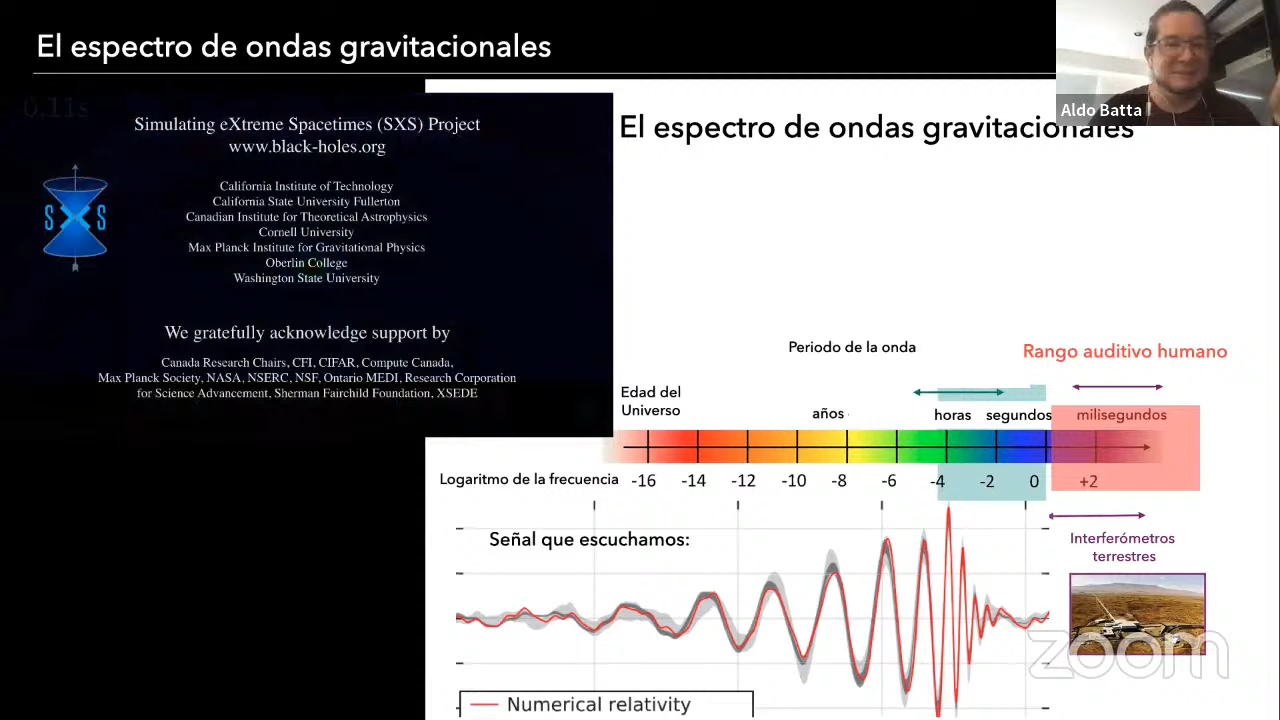 El espectro de ondas gravitacionales
Aldo Batta
0.11s
Simulating eXtreme Spacetimes (SXS) Project
www.black-holes.org
SXS
California Institute of Technology
California State University Fullerton
Canadian Institute for Theoretical Astrophysics
Cornell University
Max Planck Institute for Gravitational Physics
Oberlin College
Washington State University
We gratefully acknowledge support by
Canada Research Chairs, CFI, CIFAR, Compute Canada,
Max Planck Society, NASA, NSERC, NSF, Ontario MEDI, Research Corporation
for Science Advancement, Sherman Fairchild Foundation, XSEDE
El espectro de ondas gravitacionales
Periodo de la onda
Rango auditivo humano
Edad del
Universo
años
horas
segundos
milisegundos
Logaritmo de la frecuencia
-16 -14 -12 -10 -8 -6 -4 -2 0 +2
Señal que escuchamos:
Interferómetros
terrestres
Numerical relativity
zoom